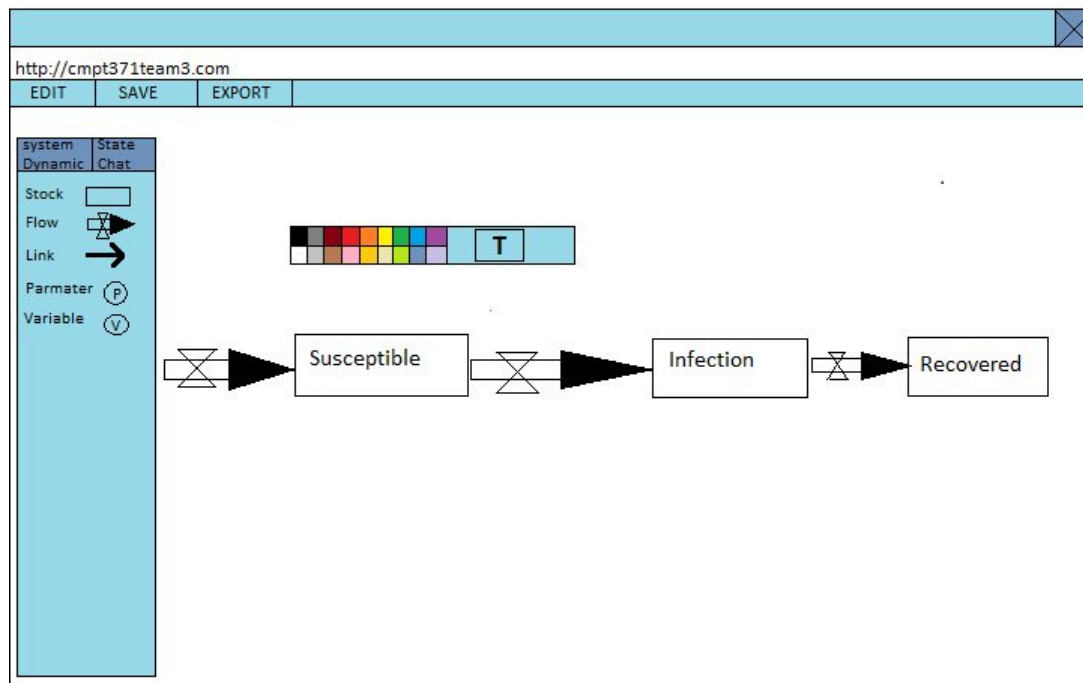 http://cmpt371team3.com
EDIT SAVE EXPORT
system State
Dynamic Chat
Stock
Flow
Link
Parmater P
Variable V
T
Susceptible Infection Recovered